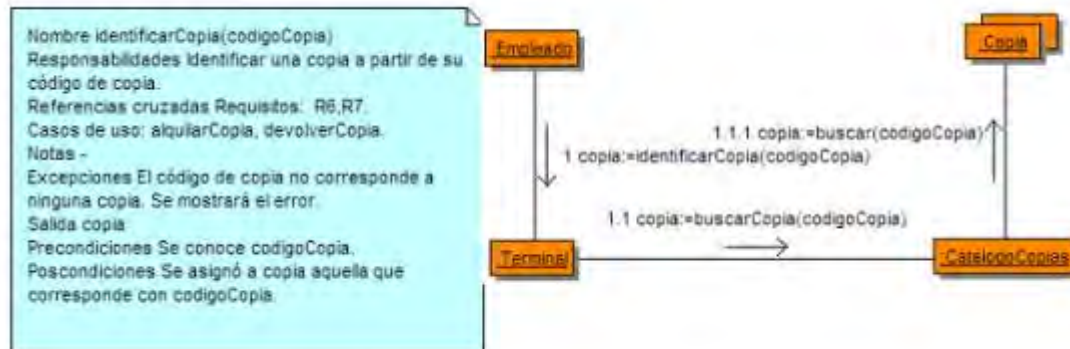 Nombre identificarCopia(codigoCopia)
Responsabilidades Identificar una copia a partir de su
código de copia.
Referencias cruzadas Requisitos: R6,R7.
Casos de uso: alquilarCopia, devolverCopia.
Notas -
Excepciones El código de copia no corresponde a
ninguna copia. Se mostrará el error.
Salida copia
Precondiciones Se conoce codigoCopia.
Poscondiciones Se asignó a copia aquella que
corresponde con codigoCopia.
Empleado
Copia
1.1.1 copia:=buscar(codigoCopia)
1 copia:=identificarCopia(codigoCopia)
1.1 copia:=buscarCopia(codigoCopia)
Terminal
CatalogoCopias